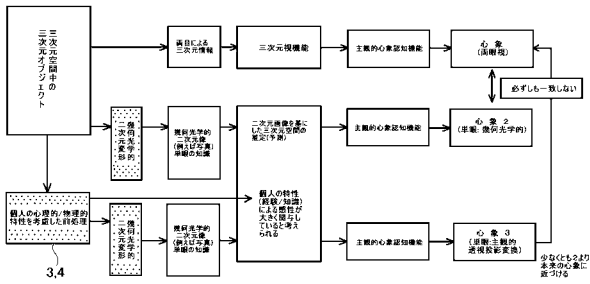 三次元空間中の
三次元オブジェクト
両目による
三次元情報
三次元視機能
主観的心象認知機能
心象
(両眼視)
必ずしも一致しない
二次元変形
幾何光学的
幾何光学的
二次元像
(例えば写真)
単眼の知識
二次元画像を基に
した三次元空間の
推定(予測)
個人の特性
(経験/知識)
による感性が
大きく関与し
ていると考え
られる
主観的心象認知機能
心象2
(単眼:幾何光学的)
個人の心理的/物理的
特性を考慮した前処理
3,4
二次元変形
幾何光学的
幾何光学的
二次元像
(例えば写真)
単眼の知識
主観的心象認知機能
心象3
(単眼:主観的
透視投影変換)
少なくとも2より
本来の心象に
近づける